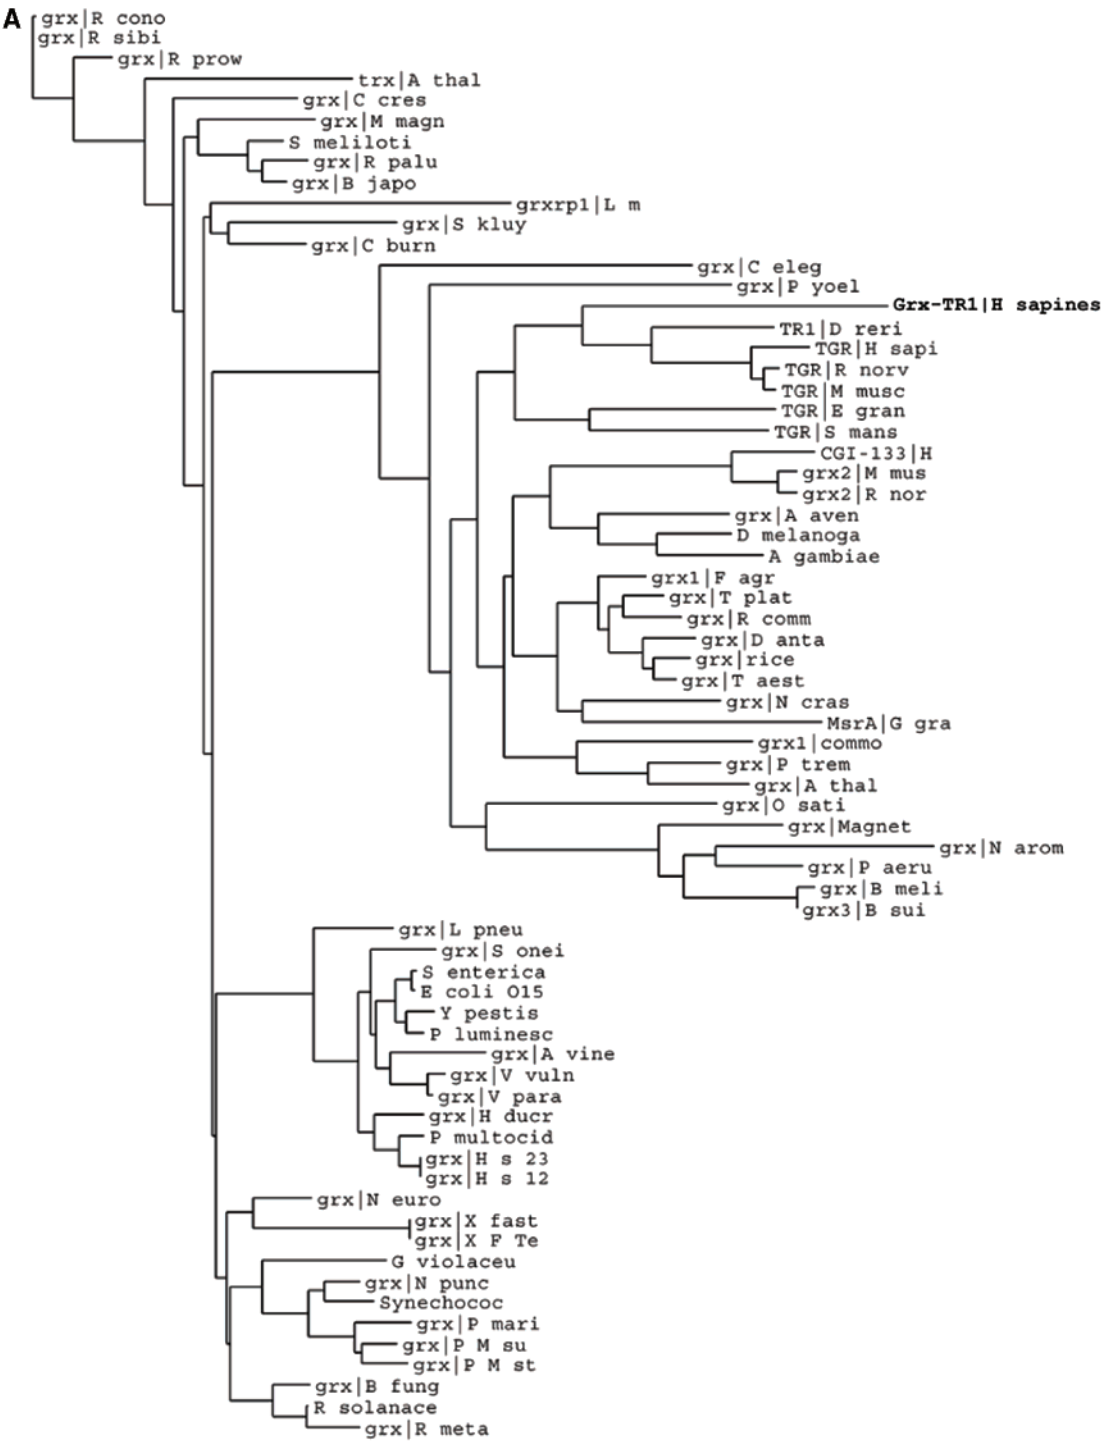 A
grx|R cono
grx|R sibi
grx|R prow
trx|A thal
grx|C cres
grx|M magn
S meliloti
grx|R palu
grx|B japo
grxrp1|L m
grx|S kluy
grx|C burn
grx|C eleg
grx|P yoel
Grx-TR1|H sapines
TR1|D reri
TGR|H sapi
TGR|R norv
TGR|M musc
TGR|E gran
TGR|S mans
CGI-133|H
grx2|M mus
grx2|R nor
grx|A aven
D melanoga
A gambiae
grx1|F agr
grx|T plat
grx|R comm
grx|D anta
grx|rice
grx|T aest
grx|N cras
MsrA|G gra
grx1|commo
grx|P trem
grx|A thal
grx|O sati
grx|Magnet
grx|N arom
grx|P aeru
grx|B meli
grx3|B sui
grx|L pneu
grx|S onei
S enterica
E coli O15
Y pestis
P luminesc
grx|A vine
grx|V vuln
grx|V para
grx|H ducr
P multocid
grx|H s 23
grx|H s 12
grx|N euro
grx|X fast
grx|X F Te
G violaceu
grx|N punc
Synechococ
grx|P mari
grx|P M su
grx|P M st
grx|B fung
R solanace
grx|R meta